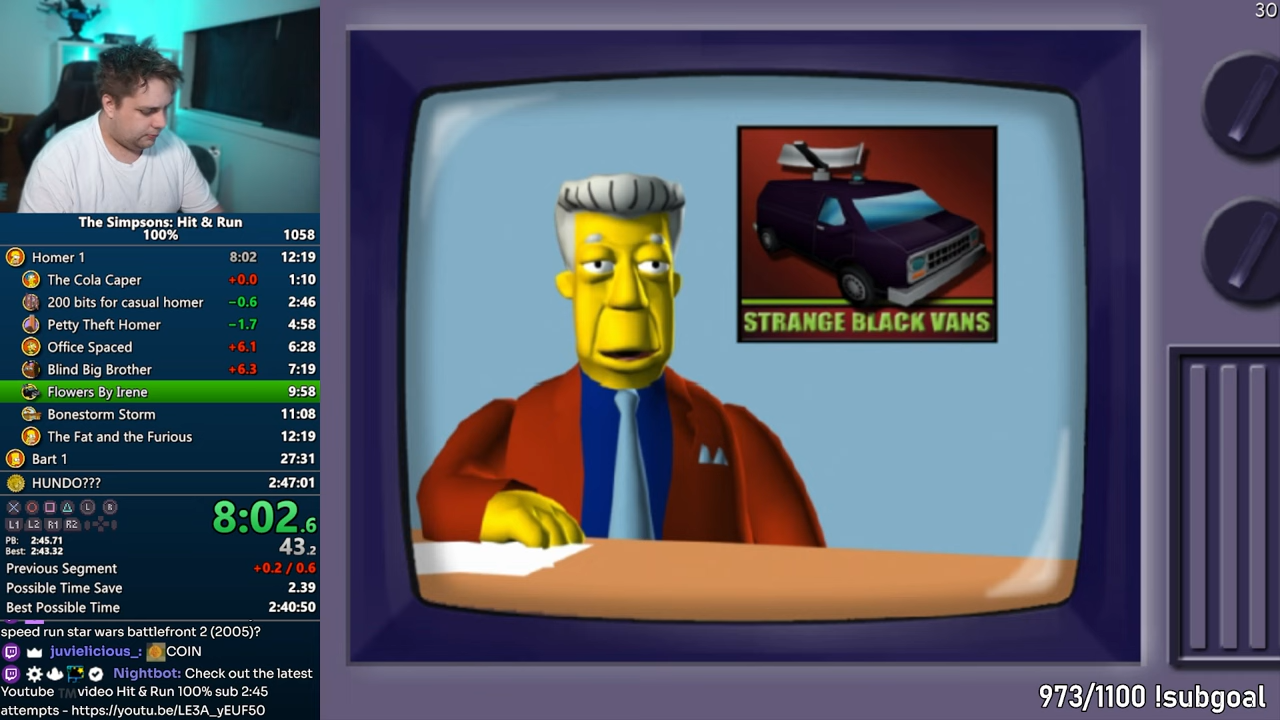 30
The Simpsons: Hit & Run
100% 1058
Homer 1 8:02 12:19
The Cola Caper +0.0 1:10
200 bits for casual homer −0.6 2:46
Petty Theft Homer −1.7 4:58
Office Spaced +6.1 6:28
Blind Big Brother +6.3 7:19
Flowers By Irene 9:58
Bonestorm Storm 11:08
The Fat and the Furious 12:19
Bart 1 27:31
HUNDO??? 2:47:01
L R
L1 L2 R1 R2
8:02.6
PB: 2:45.71
Best: 2:43.32
43.2
Previous Segment +0.2 / 0.6
Possible Time Save 2.39
Best Possible Time 2:40:50
speed run star wars battlefront 2 (2005)?
juvielicious_: COIN
Nightbot: Check out the latest
Youtube ™️ video Hit & Run 100% sub 2:45
attempts - https://youtu.be/LE3A_yEUF50
STRANGE BLACK VANS
973/1100 !subgoal